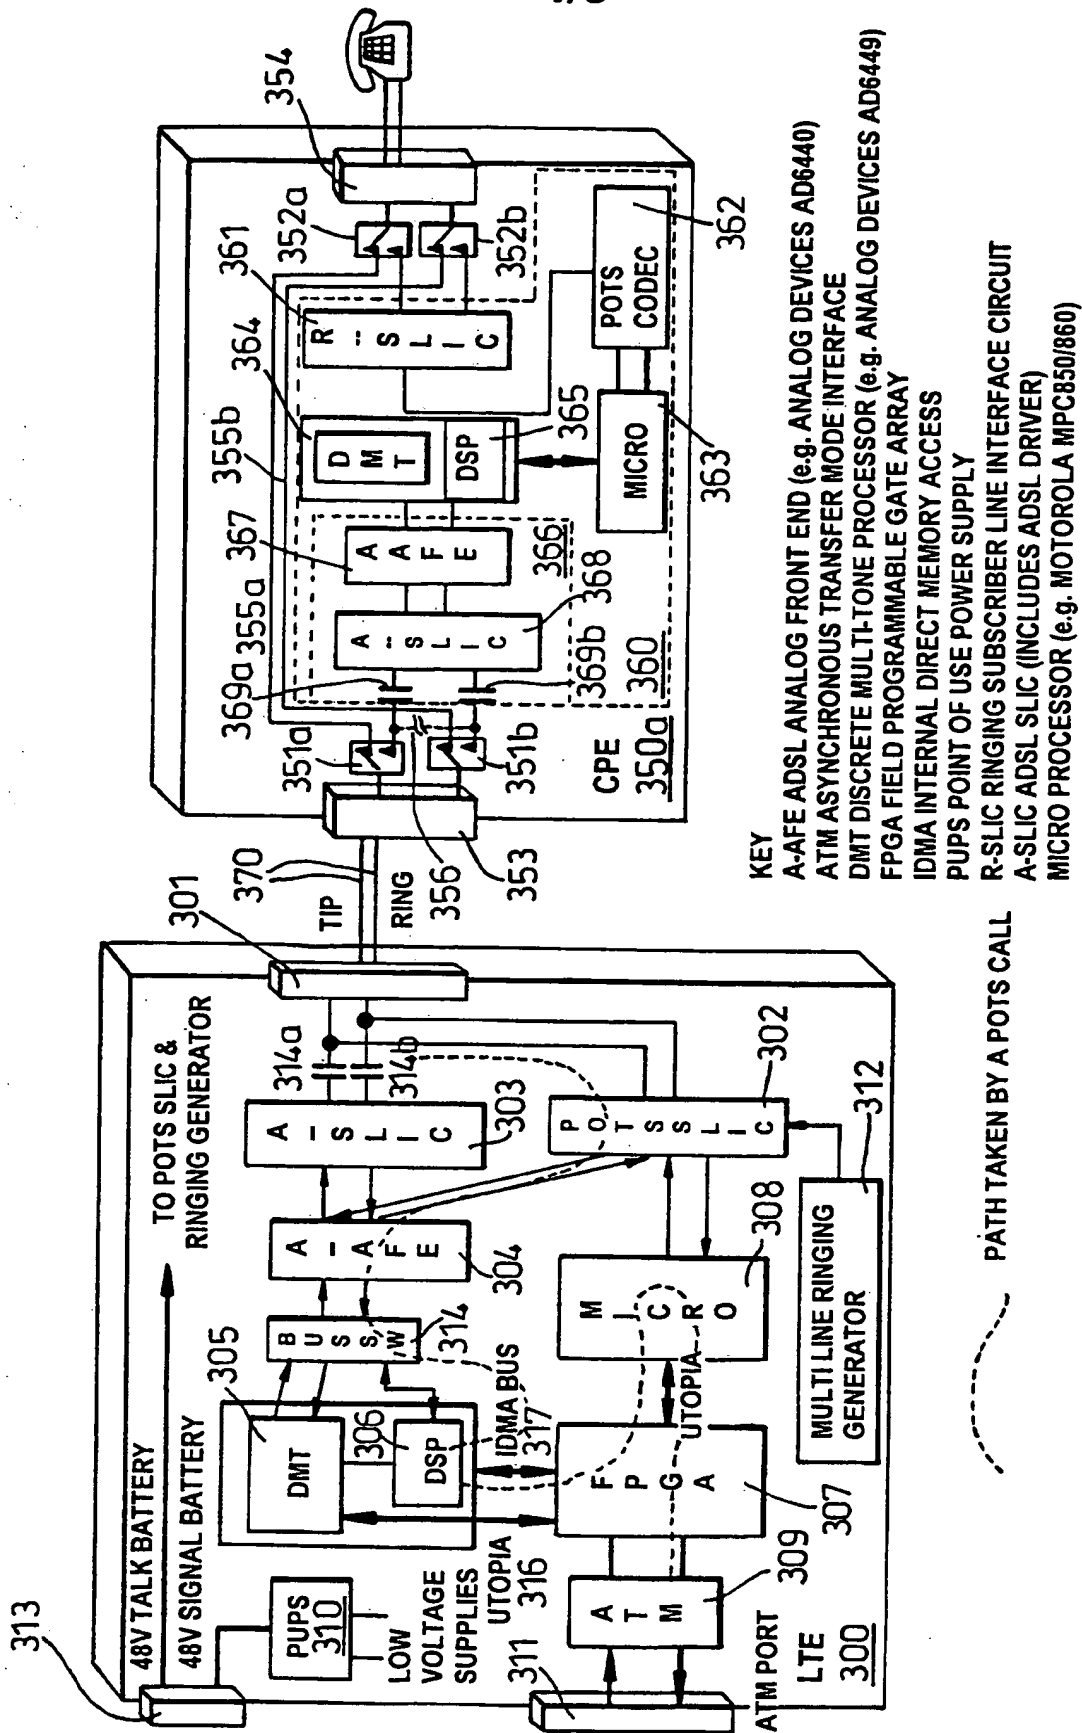 313
48V TALK BATTERY
48V SIGNAL BATTERY
TO POTS SLIC &
RINGING GENERATOR
PUPS
310
LOW
VOLTAGE
SUPPLIES
305
DMT
306
DSP
BUS SW
314
A-AFE
304
A-SLIC
303
314a
314b
301
IDMA BUS
317
UTOPIA
316
FPGA
307
UTOPIA
MICRO
308
POTS SLIC
302
MULTI LINE RINGING
GENERATOR
312
ATM
309
311
ATM PORT
LTE
300
TIP
RING
370
353
356
351a
351b
369a
369b
355a
355b
A-SLIC
368
A-AFE
367
366
DMT
364
DSP
365
R-SLIC
361
352a
352b
354
MICRO
363
POTS
CODEC
362
360
CPE
350a
PATH TAKEN BY A POTS CALL
KEY
A-AFE ADSL ANALOG FRONT END (e.g. ANALOG DEVICES AD6440)
ATM ASYNCHRONOUS TRANSFER MODE INTERFACE
DMT DISCRETE MULTI-TONE PROCESSOR (e.g. ANALOG DEVICES AD6449)
FPGA FIELD PROGRAMMABLE GATE ARRAY
IDMA INTERNAL DIRECT MEMORY ACCESS
PUPS POINT OF USE POWER SUPPLY
R-SLIC RINGING SUBSCRIBER LINE INTERFACE CIRCUIT
A-SLIC ADSL SLIC (INCLUDES ADSL DRIVER)
MICRO PROCESSOR (e.g. MOTOROLA MPC850/860)